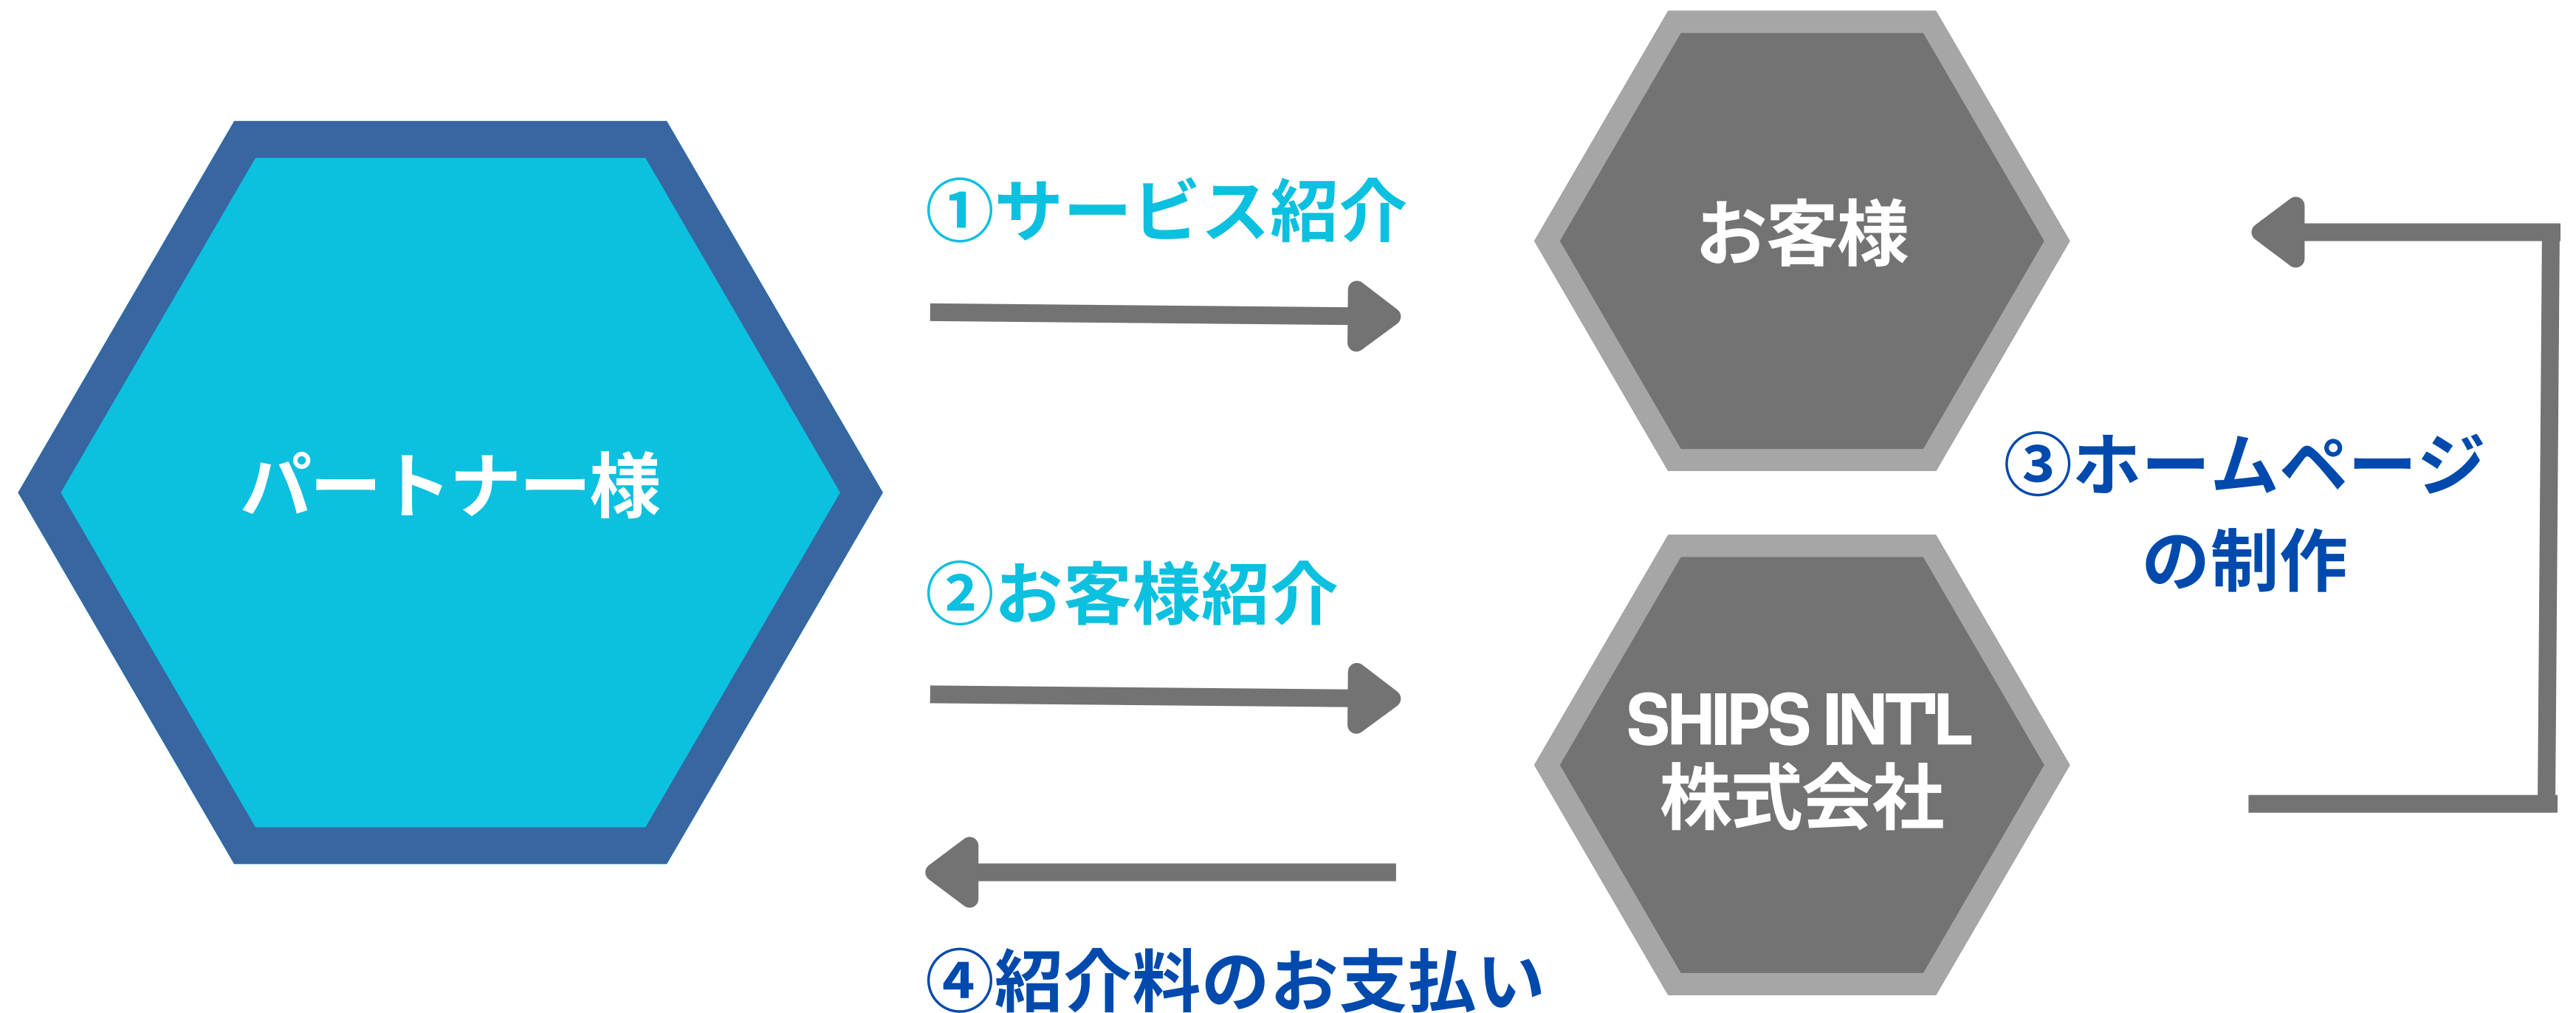 パートナー様
①サービス紹介
お客様
②お客様紹介
③ホームページ
の制作
SHIPS INT'L
株式会社
④紹介料のお支払い